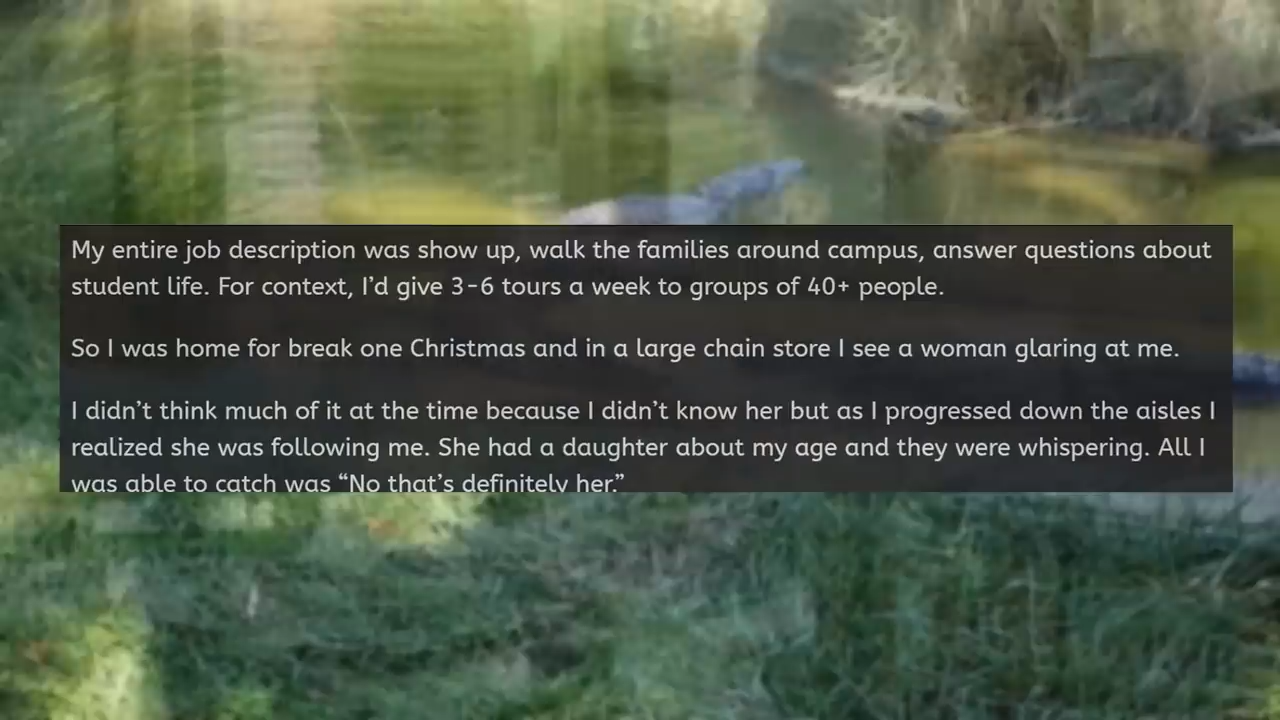 My entire job description was show up, walk the families around campus, answer questions about
student life. For context, I’d give 3-6 tours a week to groups of 40+ people.
So I was home for break one Christmas and in a large chain store I see a woman glaring at me.
I didn’t think much of it at the time because I didn’t know her but as I progressed down the aisles I
realized she was following me. She had a daughter about my age and they were whispering. All I
was able to catch was “No that’s definitely her.”